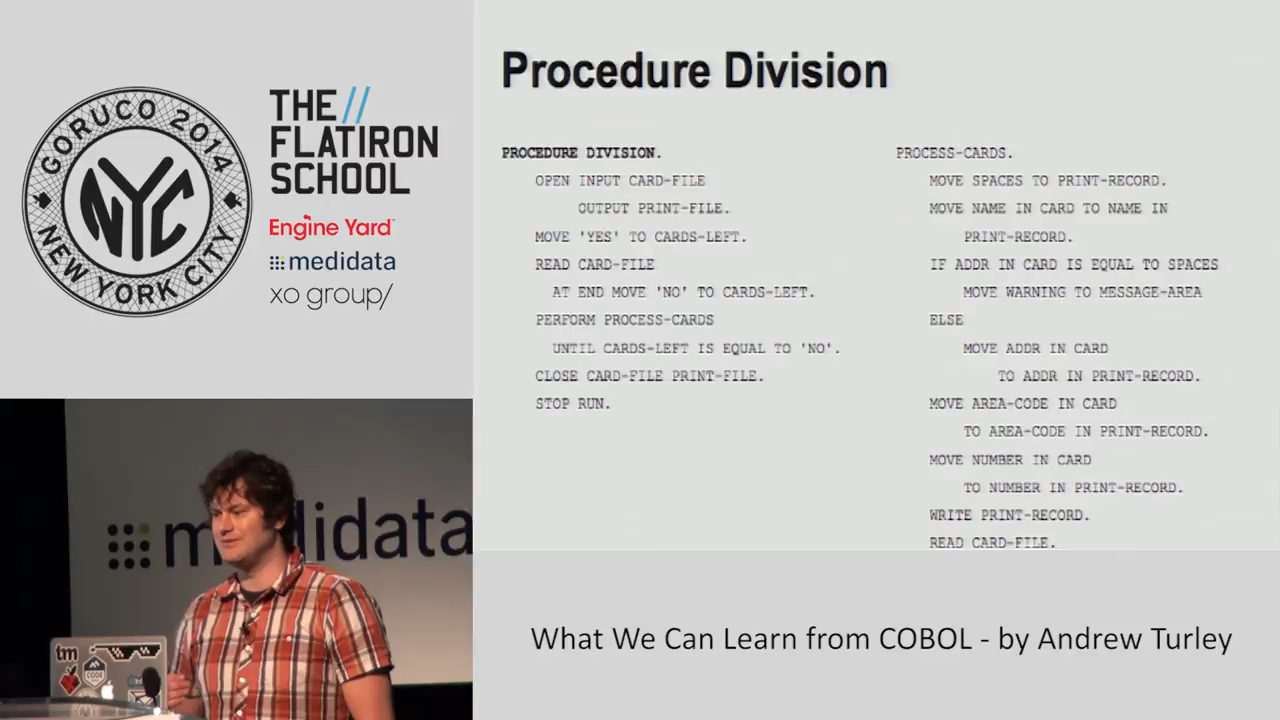 GORUCO 2014
NYC
NEW YORK CITY
THE //
FLATIRON
SCHOOL
Engine Yard
medidata
xo group/
Procedure Division
PROCEDURE DIVISION.
OPEN INPUT CARD-FILE
OUTPUT PRINT-FILE.
MOVE 'YES' TO CARDS-LEFT.
READ CARD-FILE
AT END MOVE 'NO' TO CARDS-LEFT.
PERFORM PROCESS-CARDS
UNTIL CARDS-LEFT IS EQUAL TO 'NO'.
CLOSE CARD-FILE PRINT-FILE.
STOP RUN.
PROCESS-CARDS.
MOVE SPACES TO PRINT-RECORD.
MOVE NAME IN CARD TO NAME IN
PRINT-RECORD.
IF ADDR IN CARD IS EQUAL TO SPACES
MOVE WARNING TO MESSAGE-AREA
ELSE
MOVE ADDR IN CARD
TO ADDR IN PRINT-RECORD.
MOVE AREA-CODE IN CARD
TO AREA-CODE IN PRINT-RECORD.
MOVE NUMBER IN CARD
TO NUMBER IN PRINT-RECORD.
WRITE PRINT-RECORD.
READ CARD-FILE.
medidata
tm
CODE
What We Can Learn from COBOL - by Andrew Turley